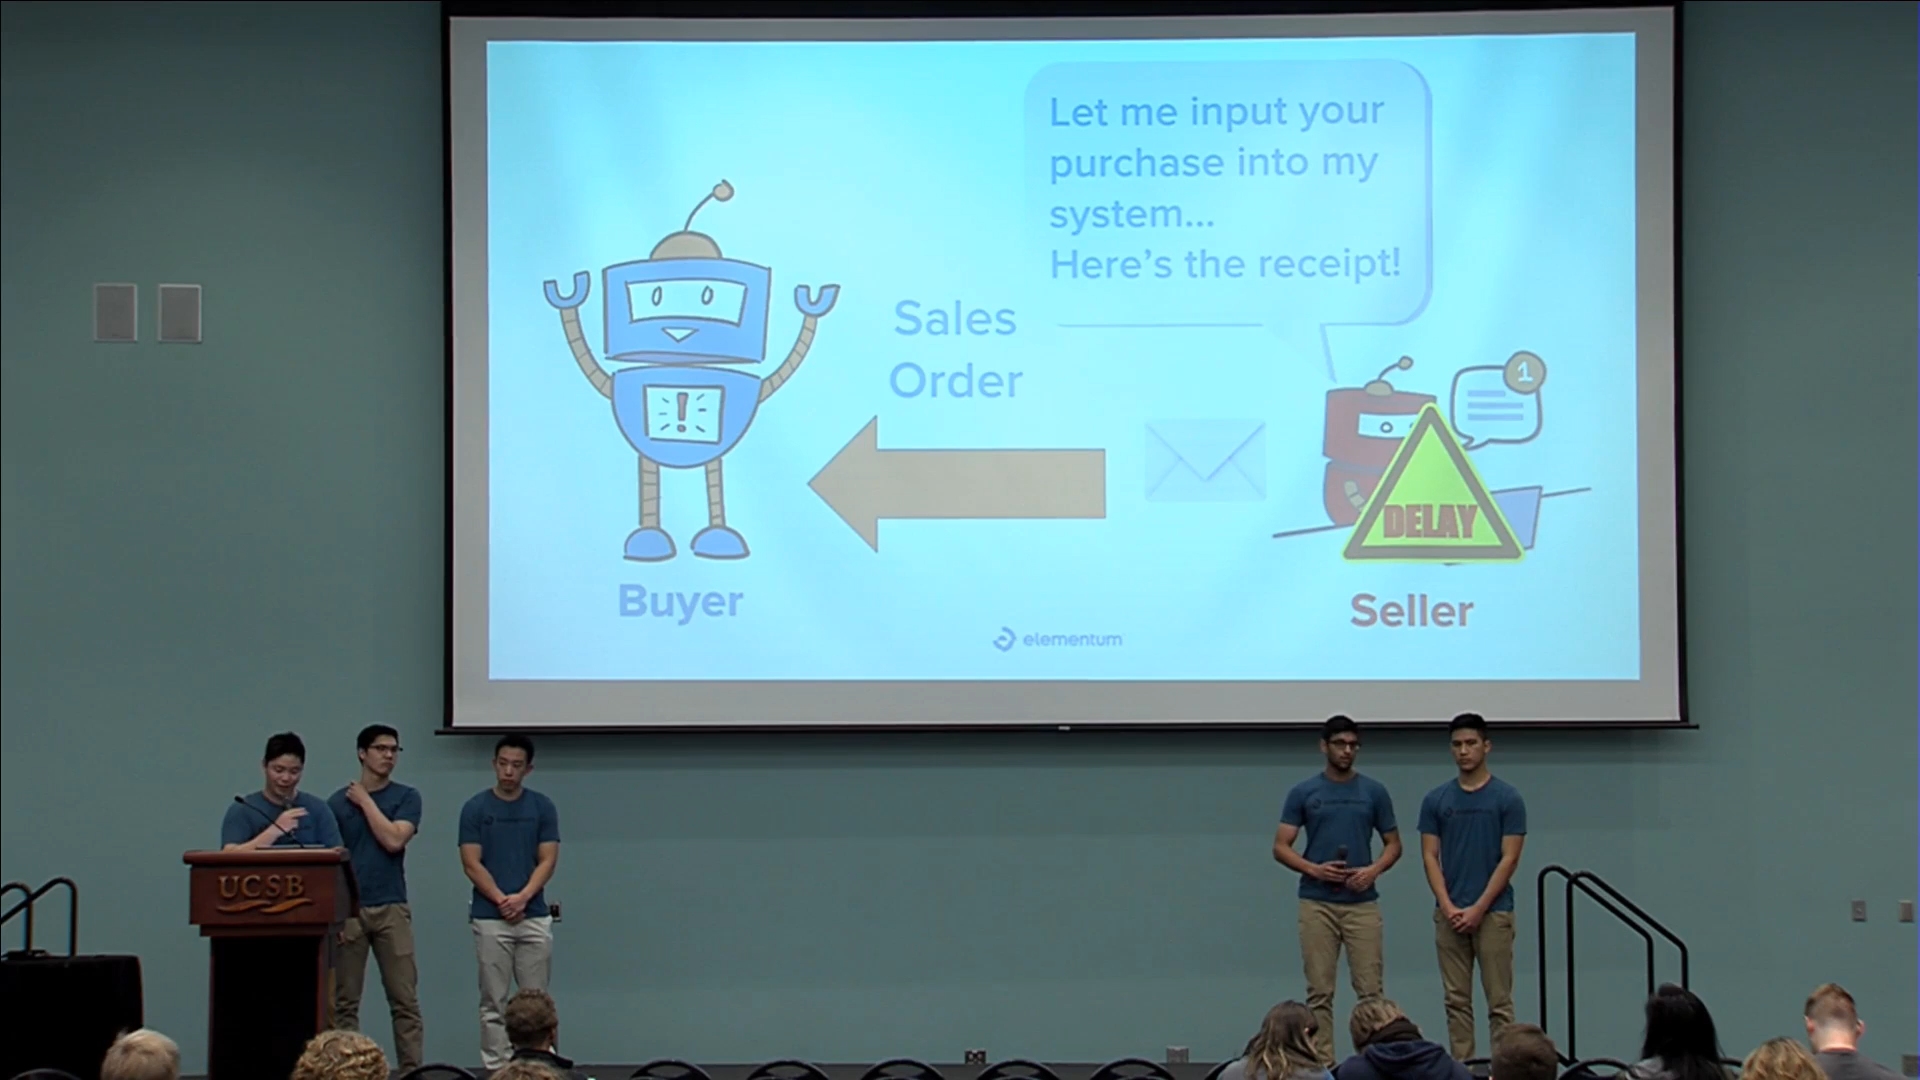 Let me input your
purchase into my
system...
Here's the receipt!
Sales
Order
1
!
DELAY
Buyer
Seller
elementum
UCSB